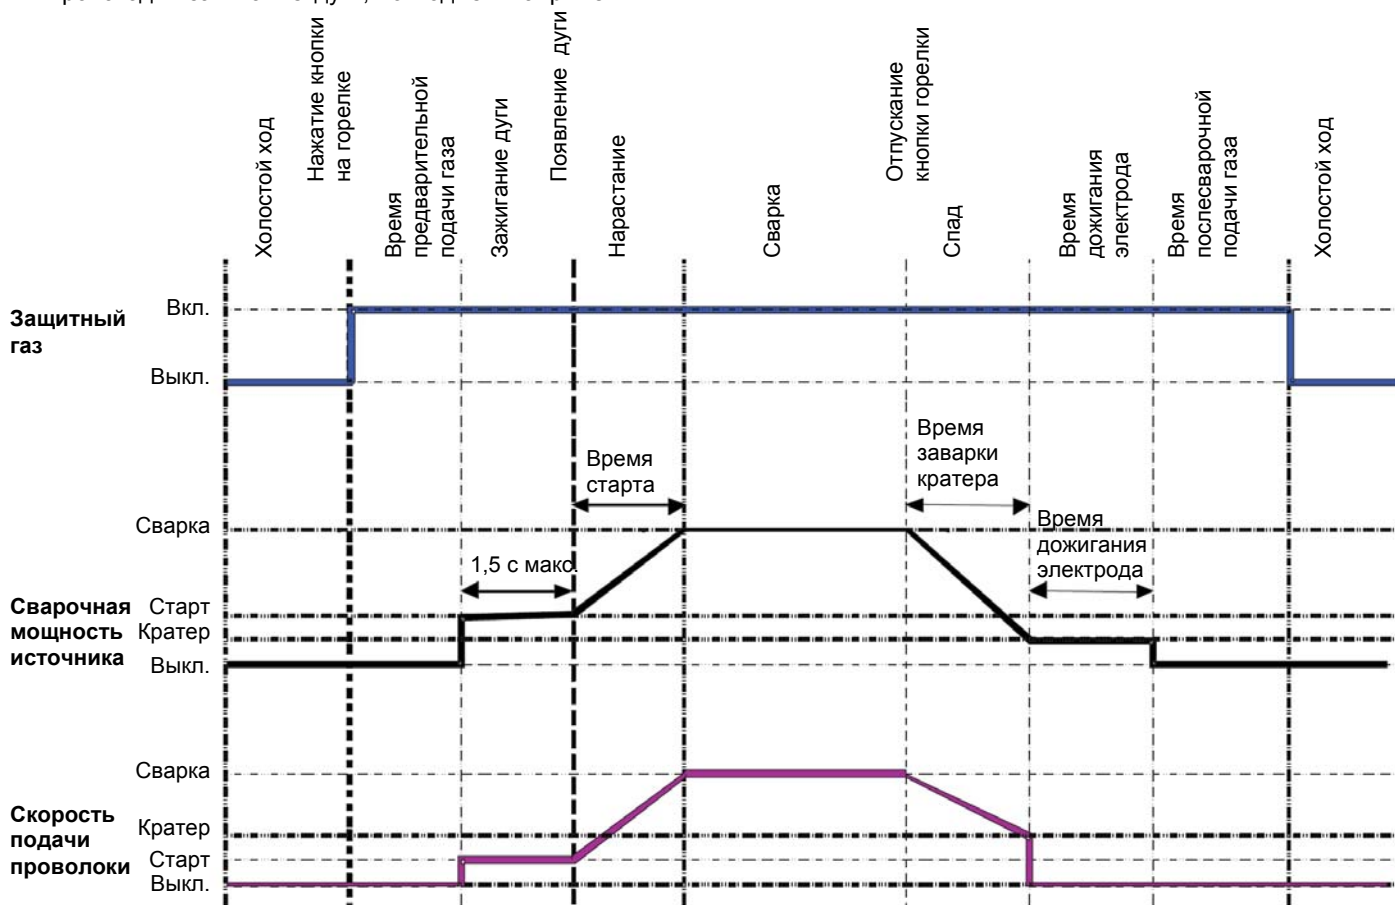 Холостой ход
Нажатие кнопки
на горелке
Время
предварительной
подачи газа
Зажигание дуги
Появление дуги
Нарастание
Сварка
Отпускание
кнопки горелки
Спад
Время
дожигания
электрода
Время
послесварочной
подачи газа
Холостой ход
Защитный
газ
Вкл.
Выкл.
Время
старта
Время
заварки
кратера
Время
дожигания
электрода
1,5 с макс.
Сварочная
мощность
источника
Сварка
Старт
Кратер
Выкл.
Скорость
подачи
проволоки
Сварка
Кратер
Старт
Выкл.